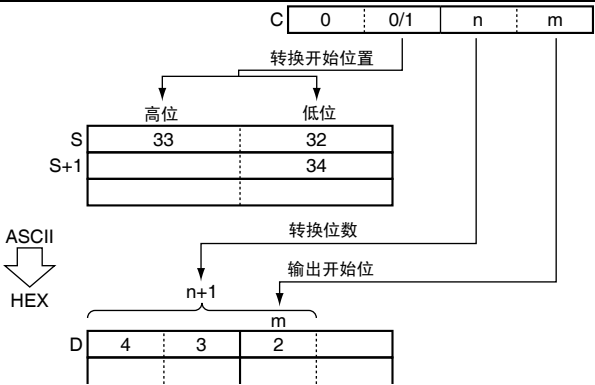 C 0 0/1 n m
转换开始位置
高位 低位
S 33 32
S+1 34
转换位数
ASCII
输出开始位
HEX
n+1
m
D 4 3 2